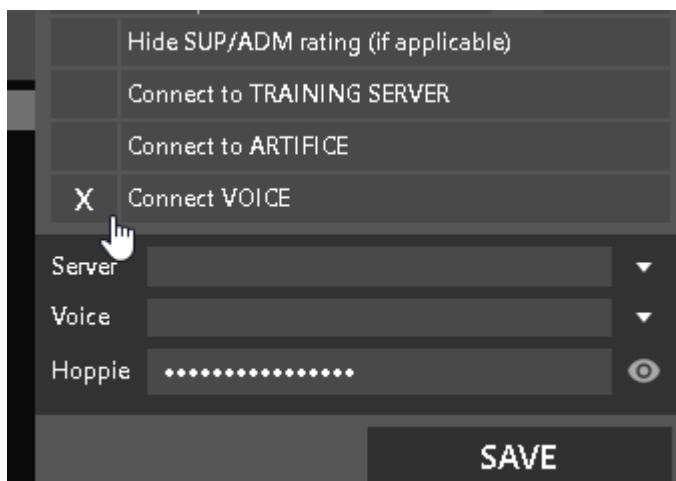 Hide SUP/ADM rating (if applicable)
Connect to TRAINING SERVER
Connect to ARTIFICE
X Connect VOICE
Server
Voice
Hoppie ••••••••••••••••
SAVE